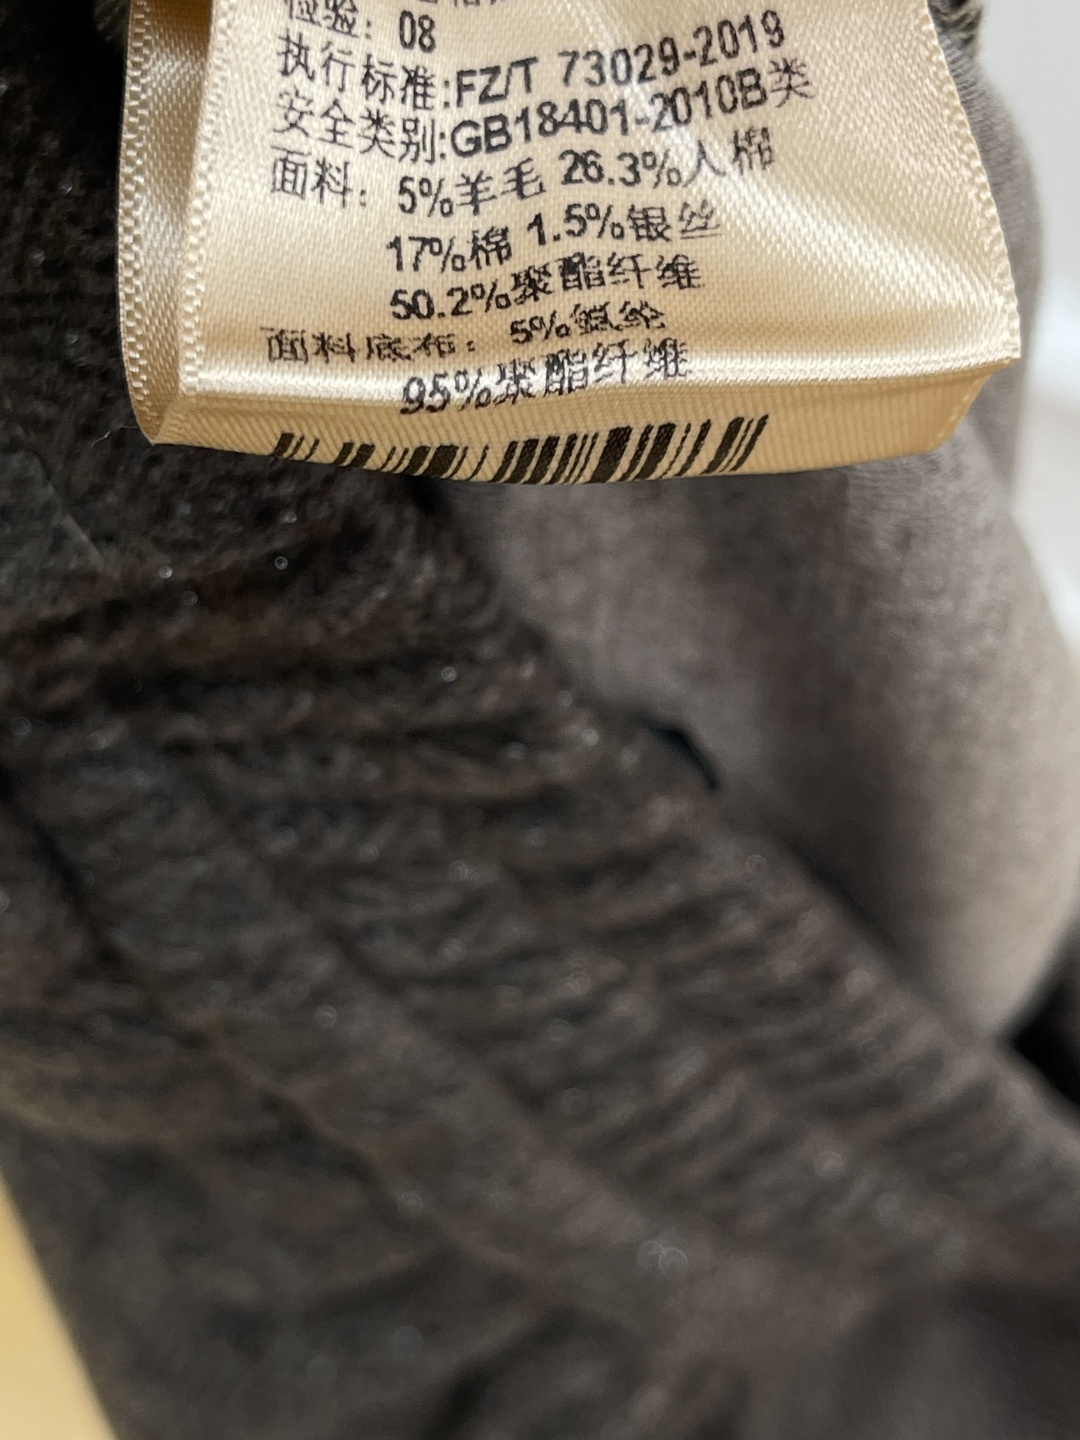 检验：08
执行标准:FZ/T 73029-2019
安全类别:GB18401-2010B类
面料：5%羊毛 26.3%人棉
17%棉 1.5%银丝
50.2%聚酯纤维
面料底布：5%氨纶
95%聚酯纤维